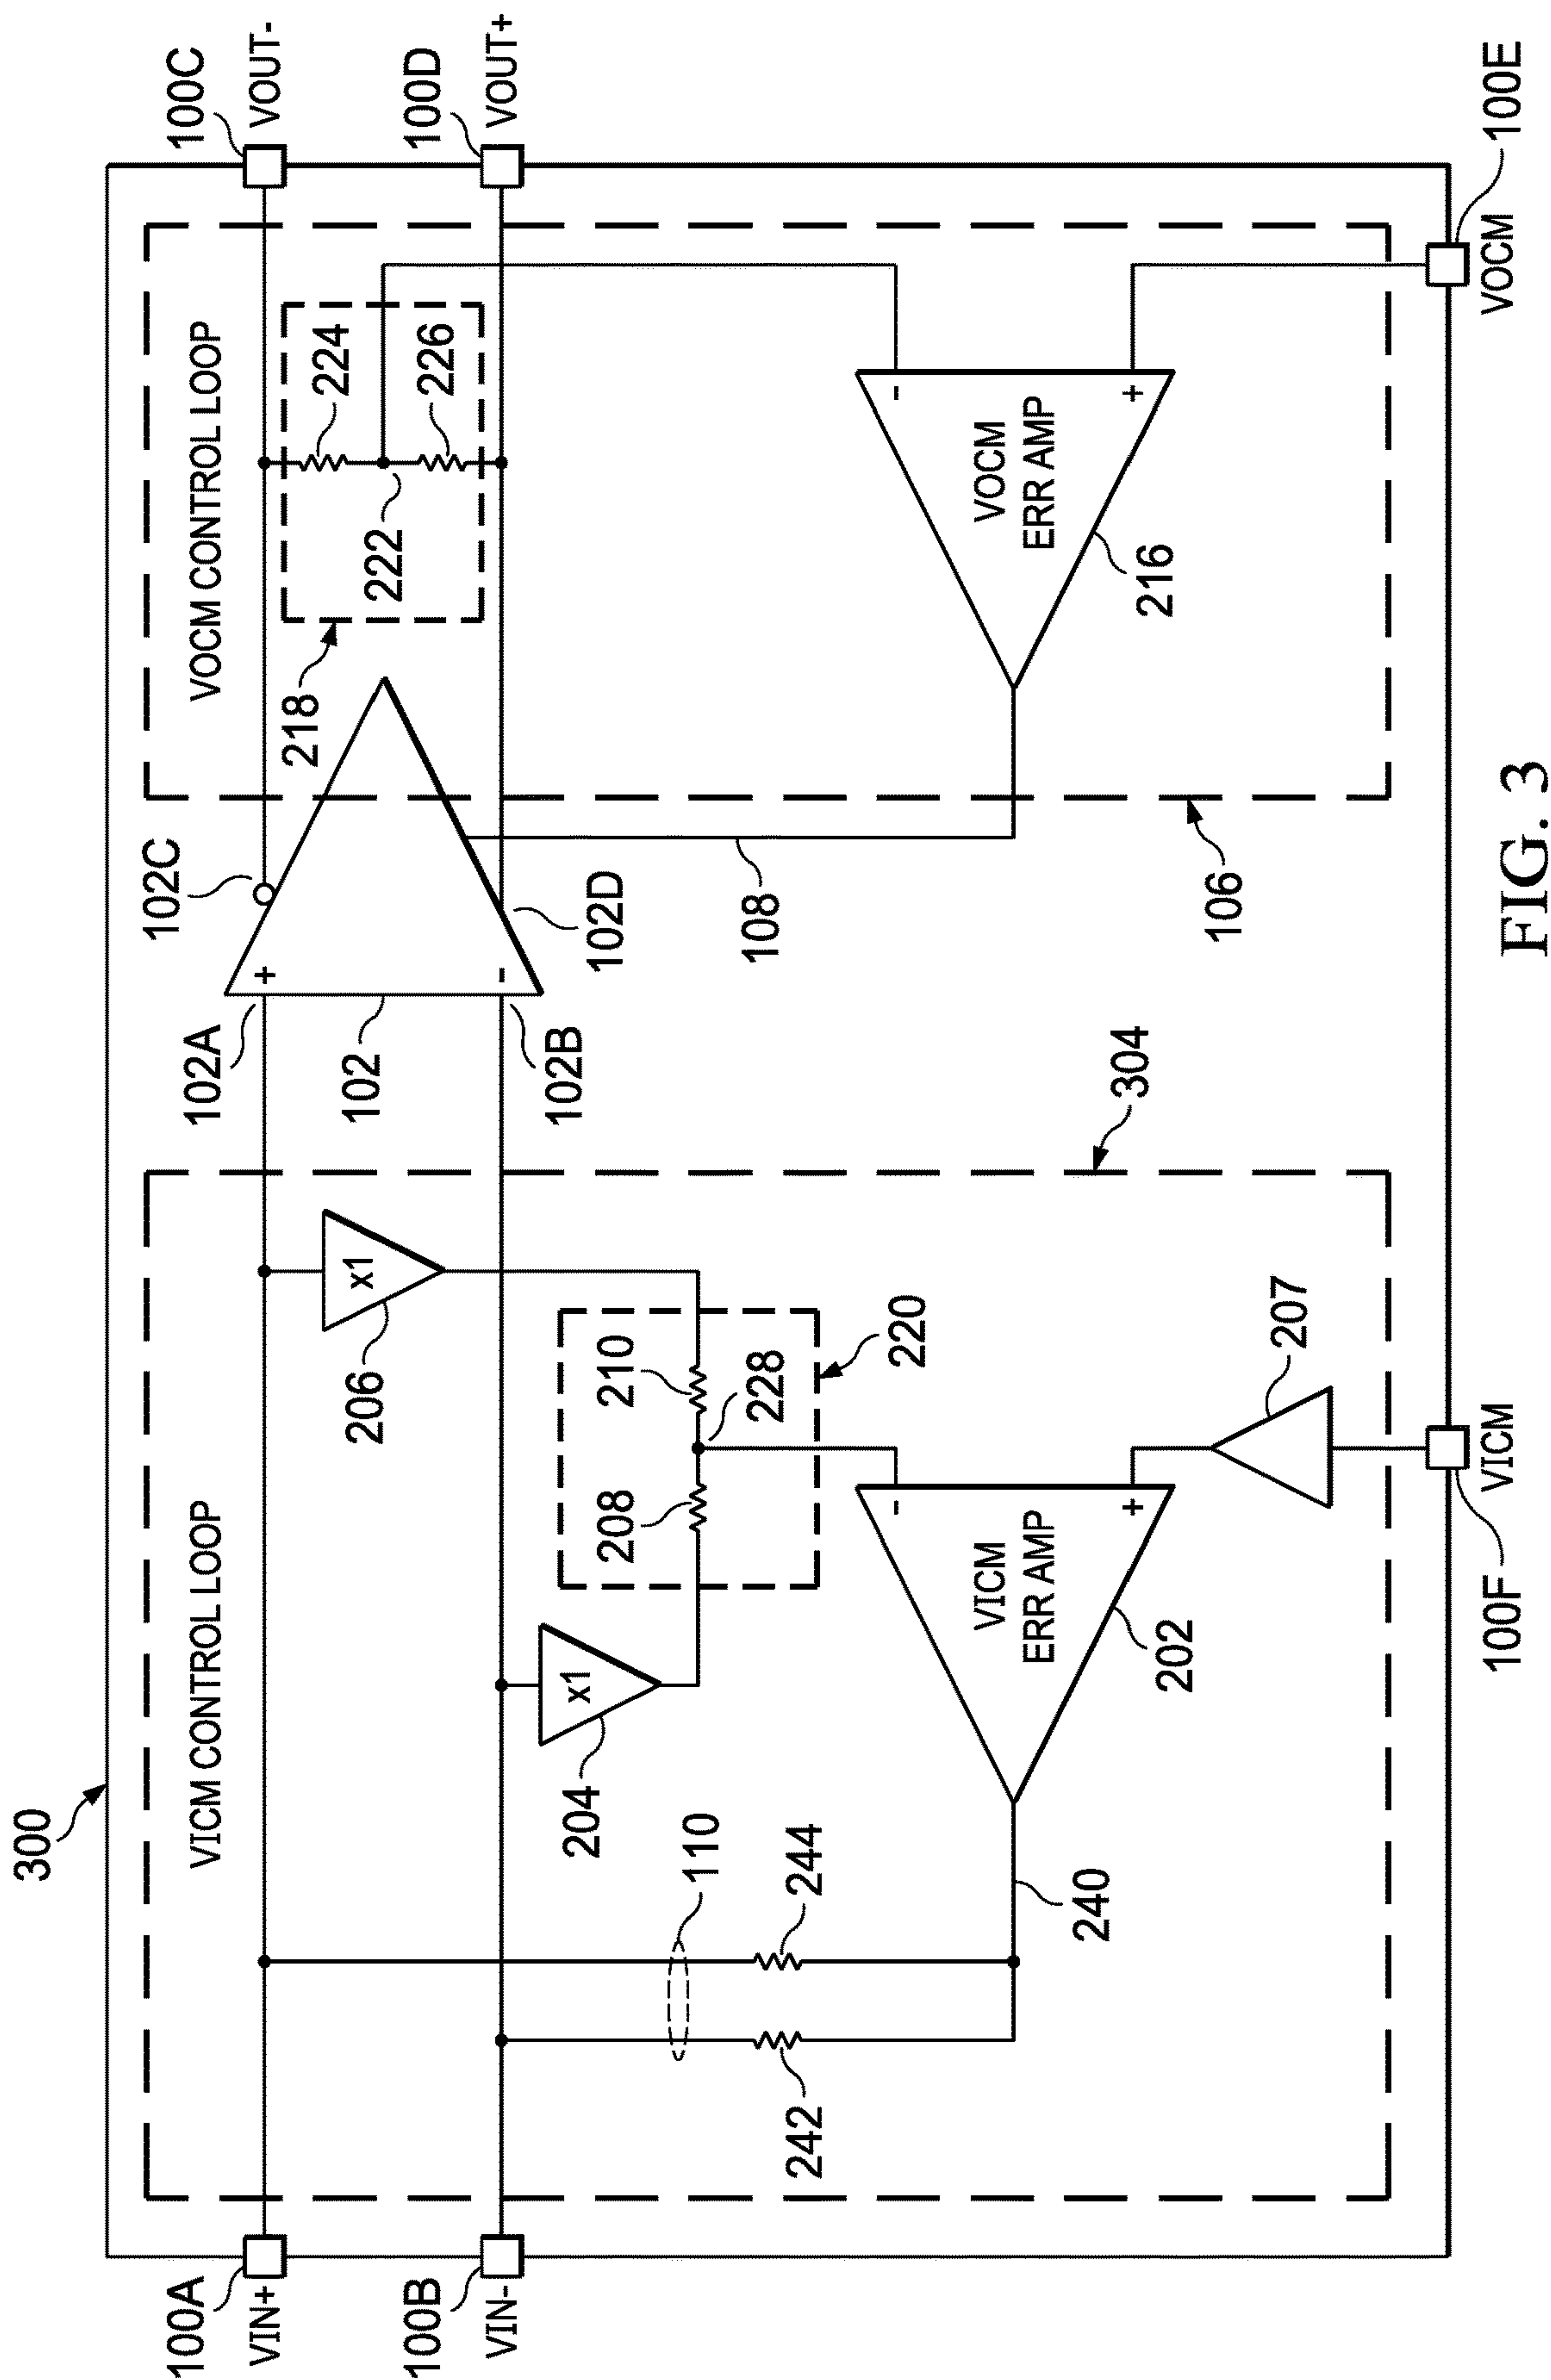 300
VICM CONTROL LOOP
VOCM CONTROL LOOP
100A
VIN+
100B
VIN-
100C
VOUT-
100D
VOUT+
102A
+
102
102B
-
102C
102D
218
224
222
226
x1
206
x1
204
210
208
228
220
110
244
242
240
-
VICM
ERR AMP
+
202
207
304
108
106
-
VOCM
ERR AMP
+
216
100F
VICM
100E
VOCM
FIG. 3